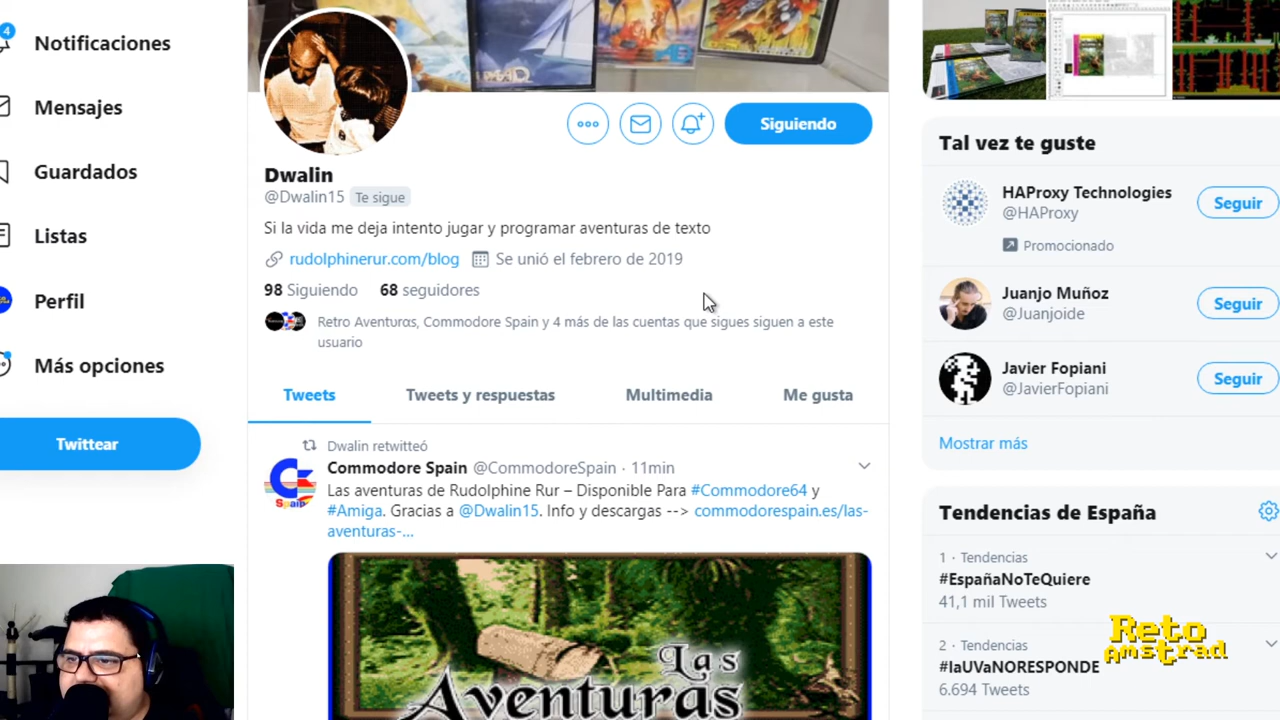 4
Notificaciones
Mensajes
Guardados
Listas
Perfil
Más opciones
Twittear
Siguiendo
Dwalin
@Dwalin15 Te sigue
Si la vida me deja intento jugar y programar aventuras de texto
rudolphinerur.com/blog Se unió el febrero de 2019
98 Siguiendo 68 seguidores
Retro Aventuras, Commodore Spain y 4 más de las cuentas que sigues siguen a este
usuario
Tweets Tweets y respuestas Multimedia Me gusta
Dwalin retwitteó
Commodore Spain @CommodoreSpain · 11min
Las aventuras de Rudolphine Rur – Disponible Para #Commodore64 y
#Amiga. Gracias a @Dwalin15. Info y descargas --> commodorespain.es/las-
aventuras-...
Spain
Las
Aventuras
Tal vez te guste
HAProxy Technologies
@HAProxy
Seguir
Promocionado
Juanjo Muñoz
@Juanjoide
Seguir
Javier Fopiani
@JavierFopiani
Seguir
Mostrar más
Tendencias de España
1 · Tendencias
#EspañaNoTeQuiere
41,1 mil Tweets
2 · Tendencias
#laUVaNORESPONDE
6.694 Tweets
Reto
Amstrad